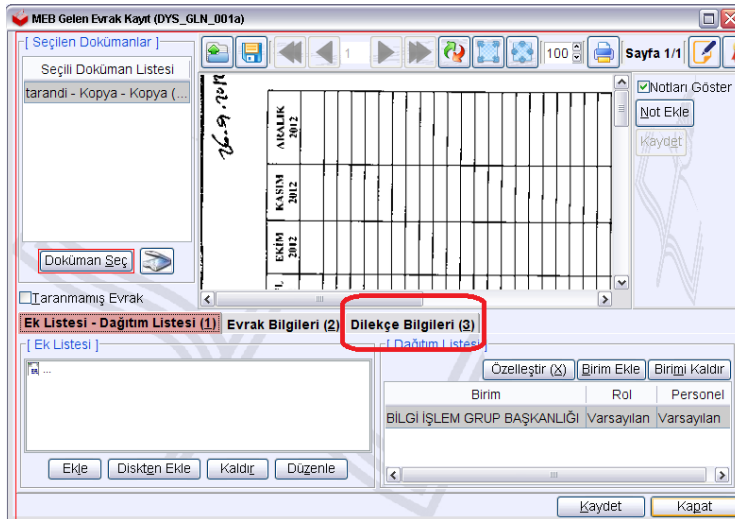 MEB Gelen Evrak Kayıt (DYS_GLN_001a)
[ Seçilen Dokümanlar ]
Seçili Doküman Listesi
tarandi - Kopya - Kopya (...
Doküman Seç
Taranmamış Evrak
1
100
Sayfa 1/1
26.9.2012
ARALIK
2012
KASIM
2012
EKİM
2012
Notları Göster
Not Ekle
Kaydet
Ek Listesi - Dağıtım Listesi (1)
Evrak Bilgileri (2)
Dilekçe Bilgileri (3)
[ Ek Listesi ]
...
Ekle
Diskten Ekle
Kaldır
Düzenle
[ Dağıtım Listesi ]
Özelleştir (X)
Birim Ekle
Birimi Kaldır
Birim Rol Personel
BİLGİ İŞLEM GRUP BAŞKANLIĞI Varsayılan Varsayılan
Kaydet
Kapat